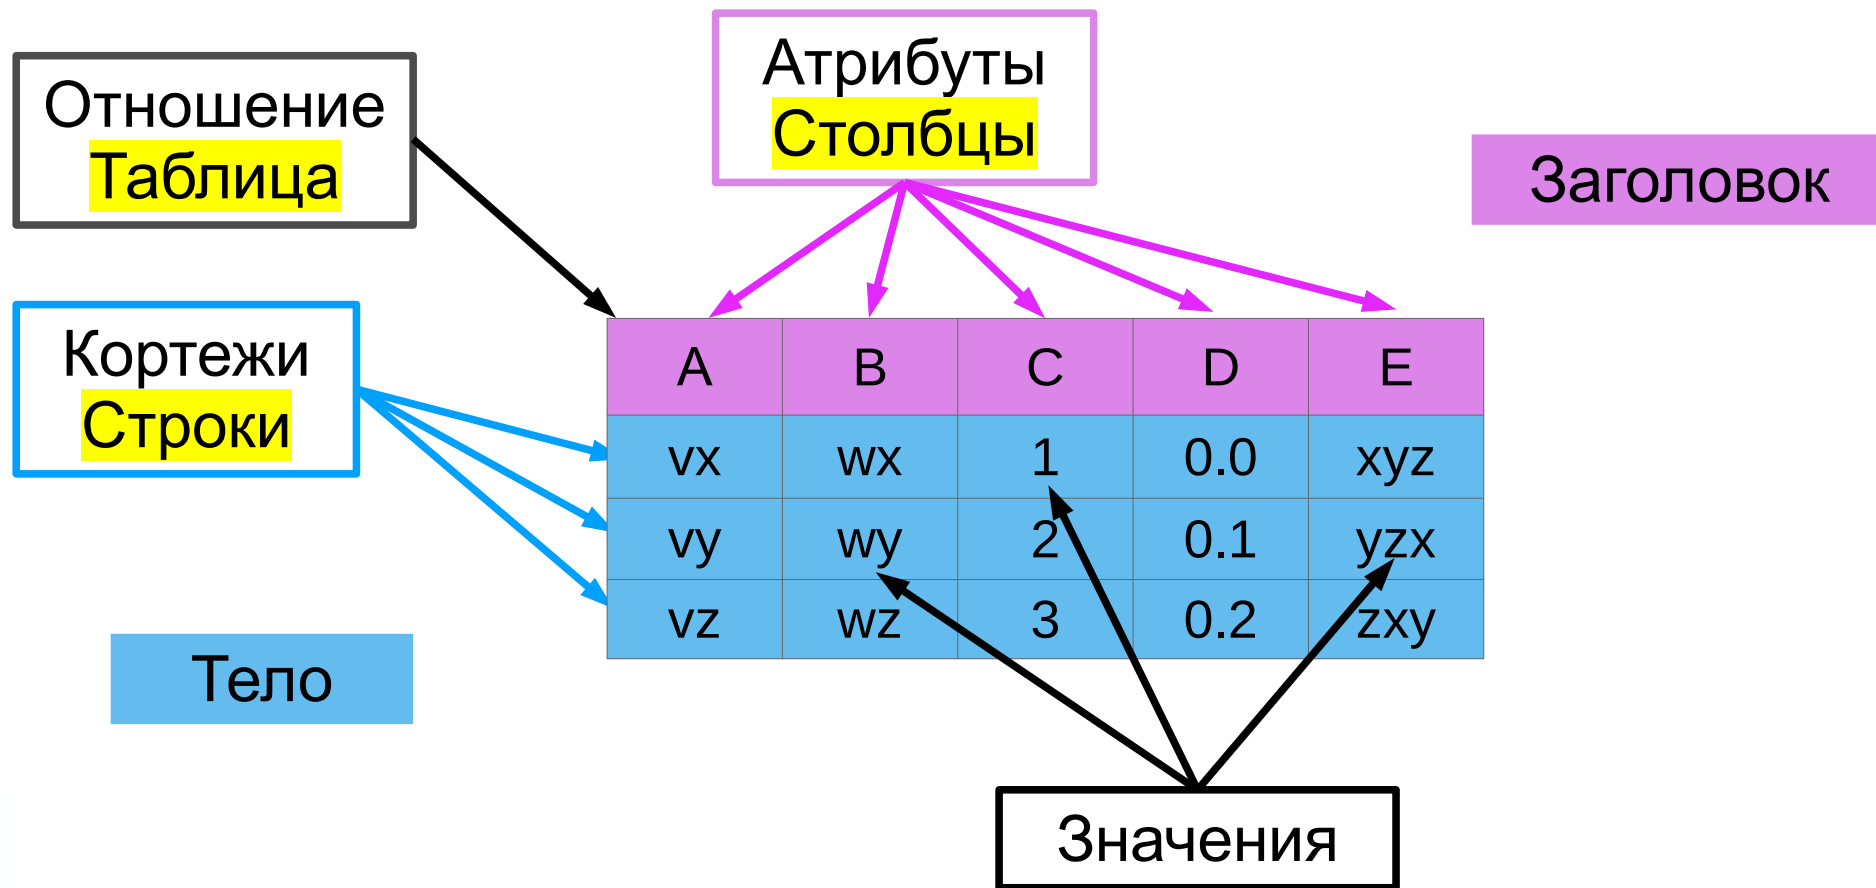 Отношение
Таблица
Атрибуты
Столбцы
Заголовок
Кортежи
Строки
A B C D E
vx wx 1 0.0 xyz
vy wy 2 0.1 yzx
vz wz 3 0.2 zxy
Тело
Значения